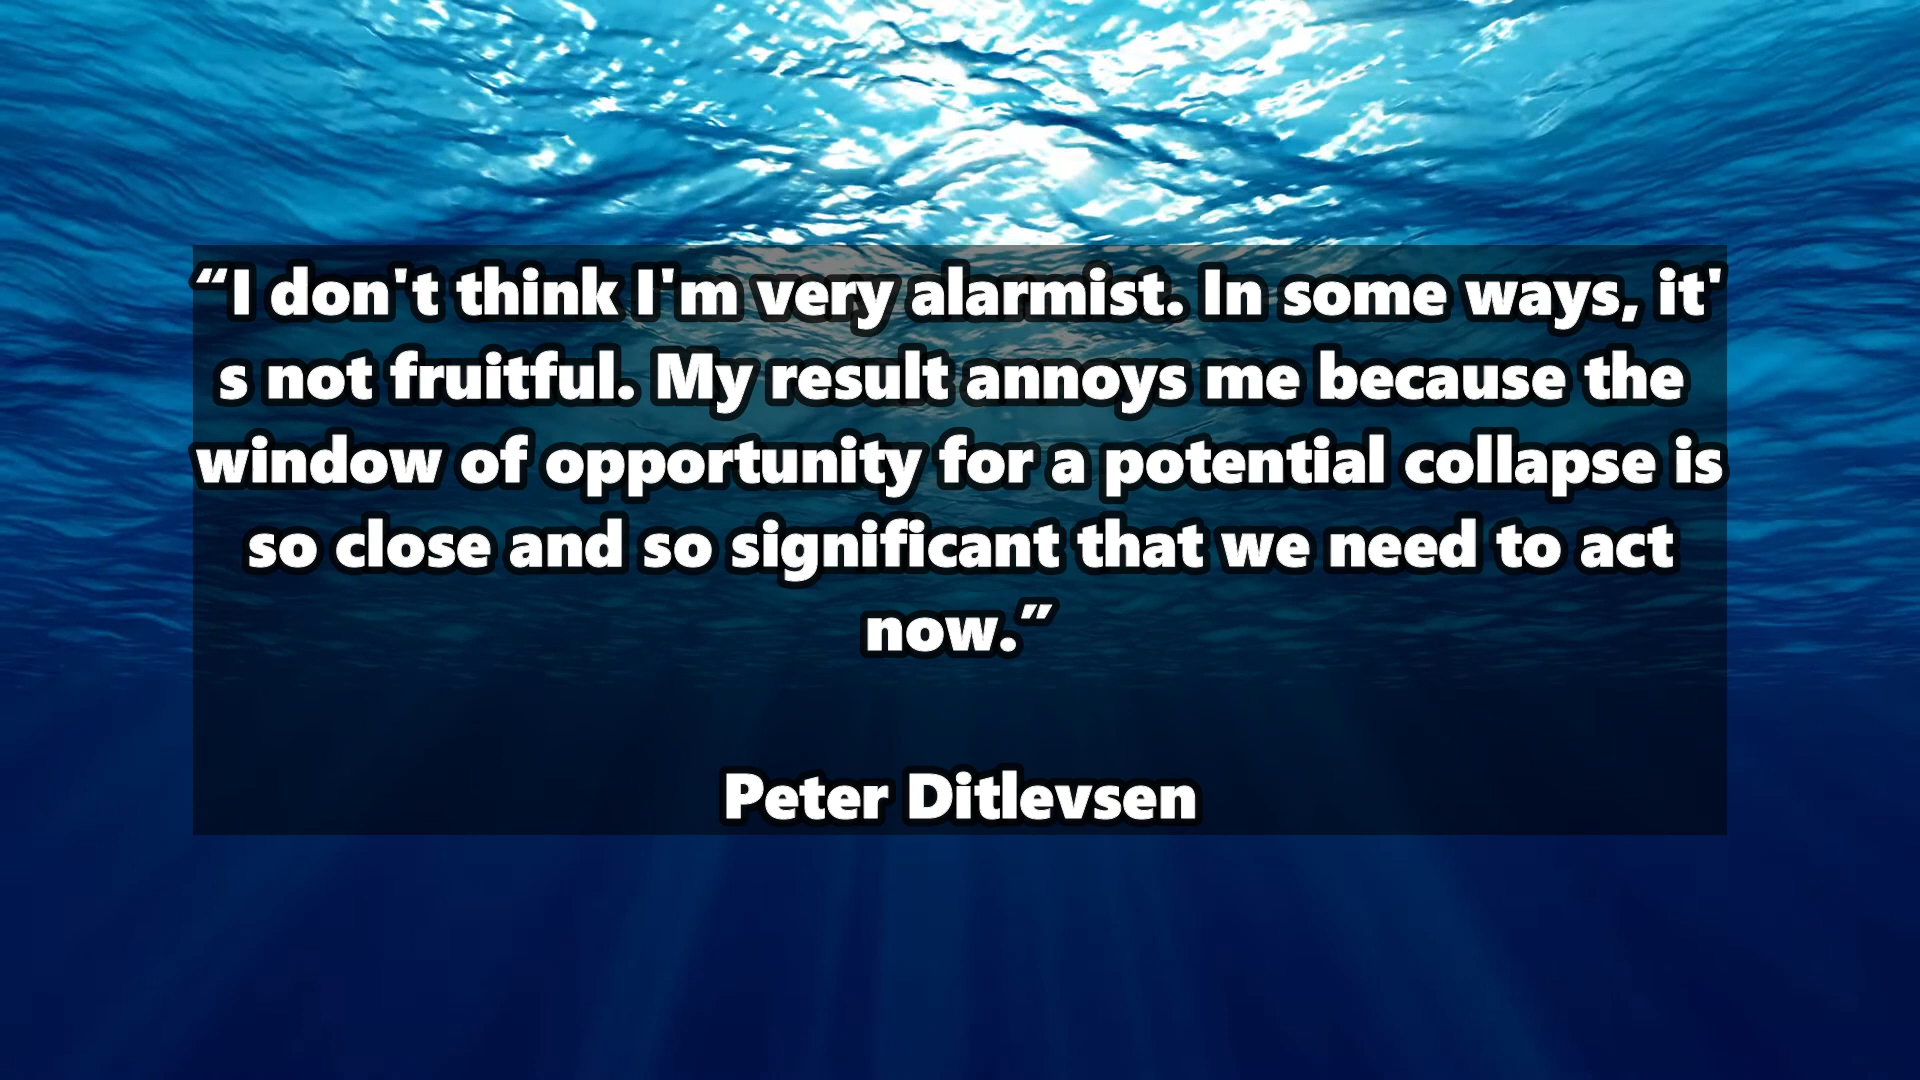 “I don't think I'm very alarmist. In some ways, it'
s not fruitful. My result annoys me because the
window of opportunity for a potential collapse is
so close and so significant that we need to act
now.”
Peter Ditlevsen